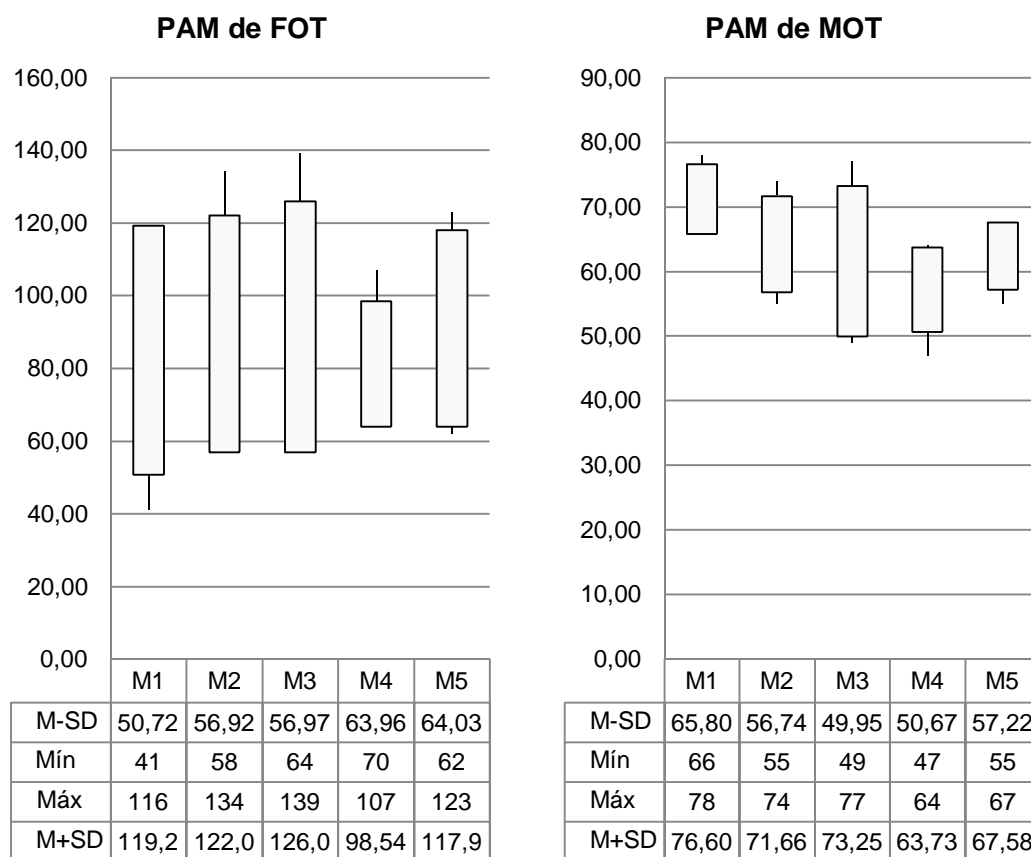 PAM de FOT
160,00
140,00
120,00
100,00
80,00
60,00
40,00
20,00
0,00
M1 M2 M3 M4 M5
M-SD 50,72 56,92 56,97 63,96 64,03
Mín 41 58 64 70 62
Máx 116 134 139 107 123
M+SD 119,2 122,0 126,0 98,54 117,9
PAM de MOT
90,00
80,00
70,00
60,00
50,00
40,00
30,00
20,00
10,00
0,00
M1 M2 M3 M4 M5
M-SD 65,80 56,74 49,95 50,67 57,22
Mín 66 55 49 47 55
Máx 78 74 77 64 67
M+SD 76,60 71,66 73,25 63,73 67,58